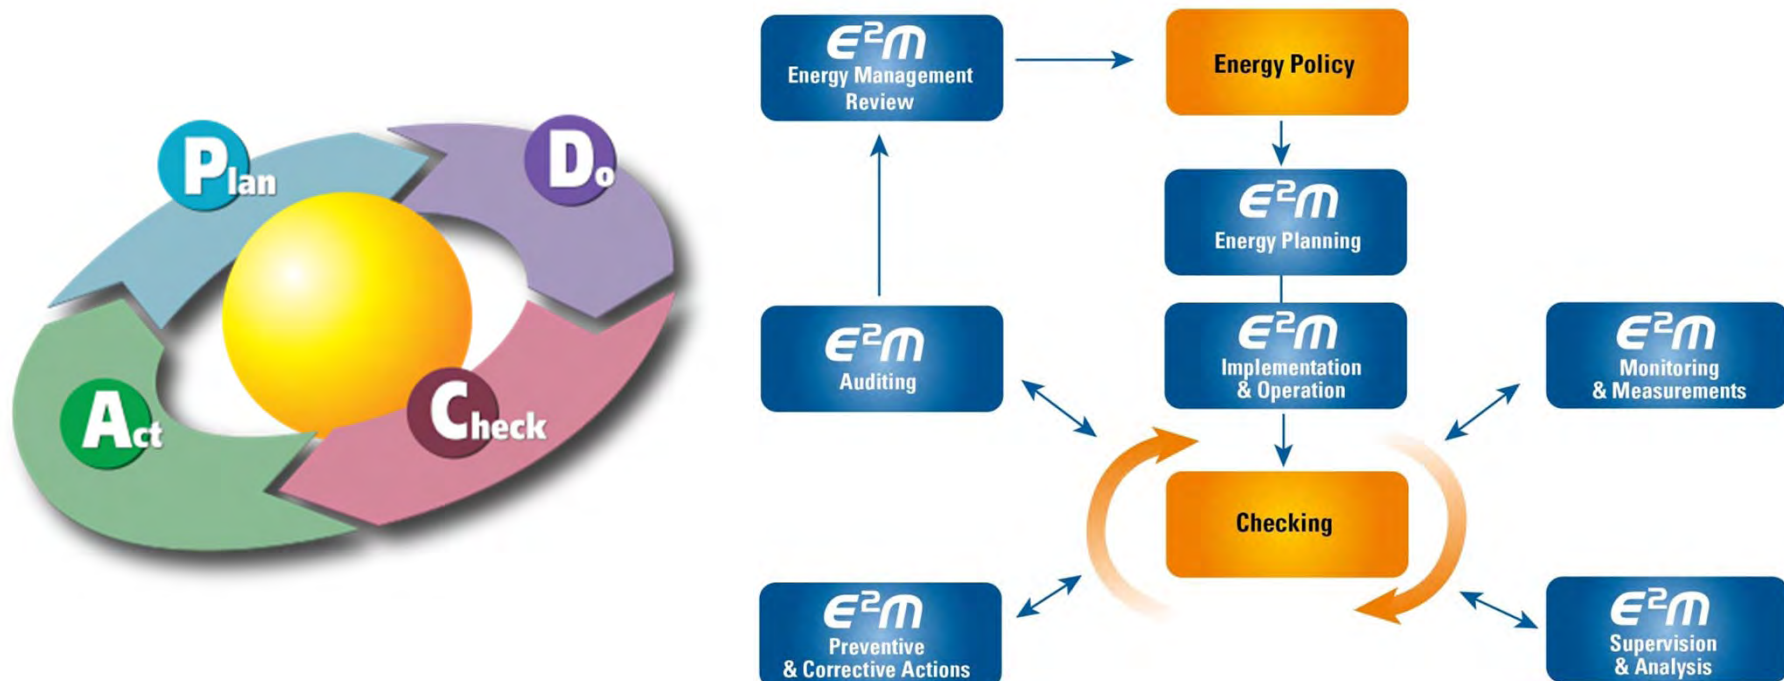 Plan
Do
Check
Act
E²M
Energy Management
Review
Energy Policy
E²M
Energy Planning
E²M
Implementation
& Operation
E²M
Auditing
E²M
Monitoring
& Measurements
Checking
E²M
Preventive
& Corrective Actions
E²M
Supervision
& Analysis